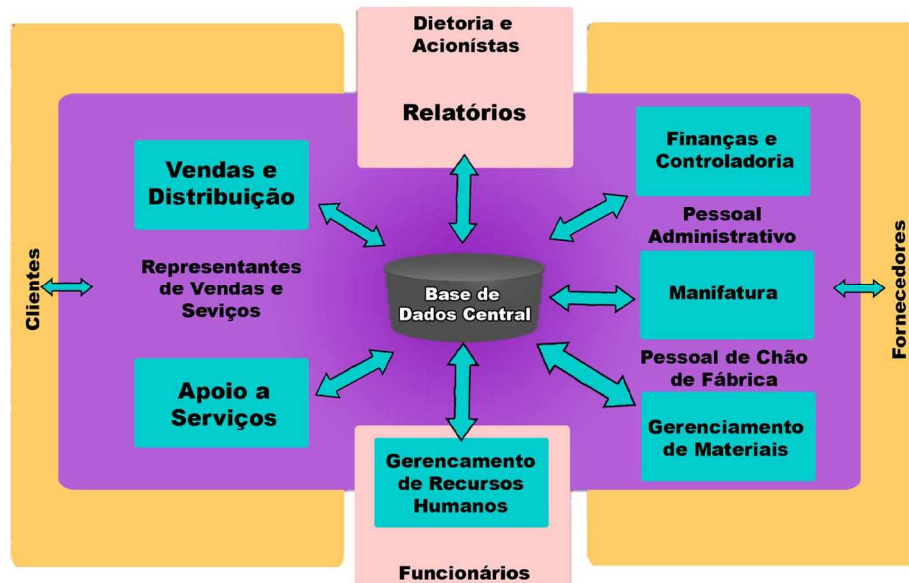 Dietoria e
Acionístas
Relatórios
Vendas e
Distribuição
Finanças e
Controladoria
Pessoal
Administrativo
Clientes
Representantes
de Vendas e
Seviços
Base de
Dados Central
Manifatura
Fornecedores
Pessoal de Chão
de Fábrica
Apoio a
Serviços
Gerenciamento
de Materiais
Gerencamento
de Recursos
Humanos
Funcionários